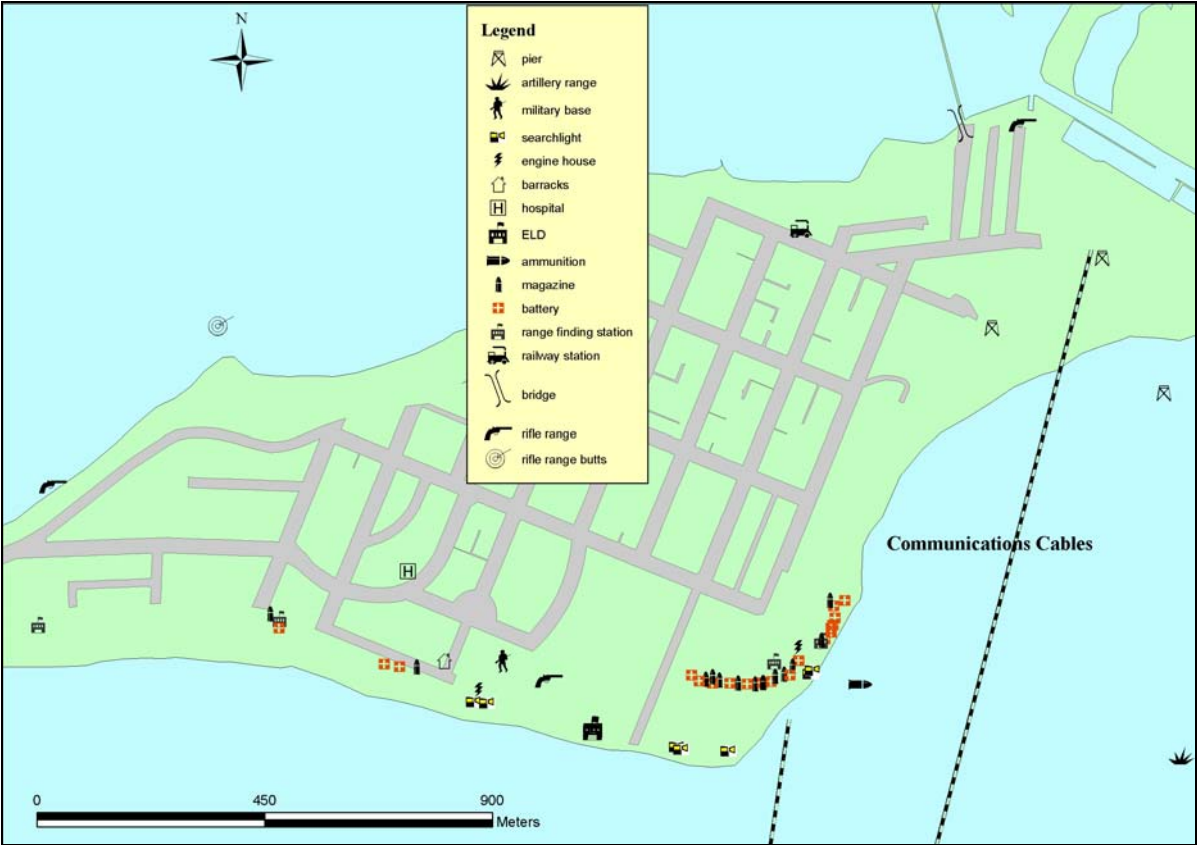 N
Legend
pier
artillery range
military base
searchlight
engine house
barracks
H
hospital
ELD
ammunition
magazine
battery
range finding station
railway station
bridge
rifle range
rifle range butts
Communications Cables
H
0 450 900
Meters